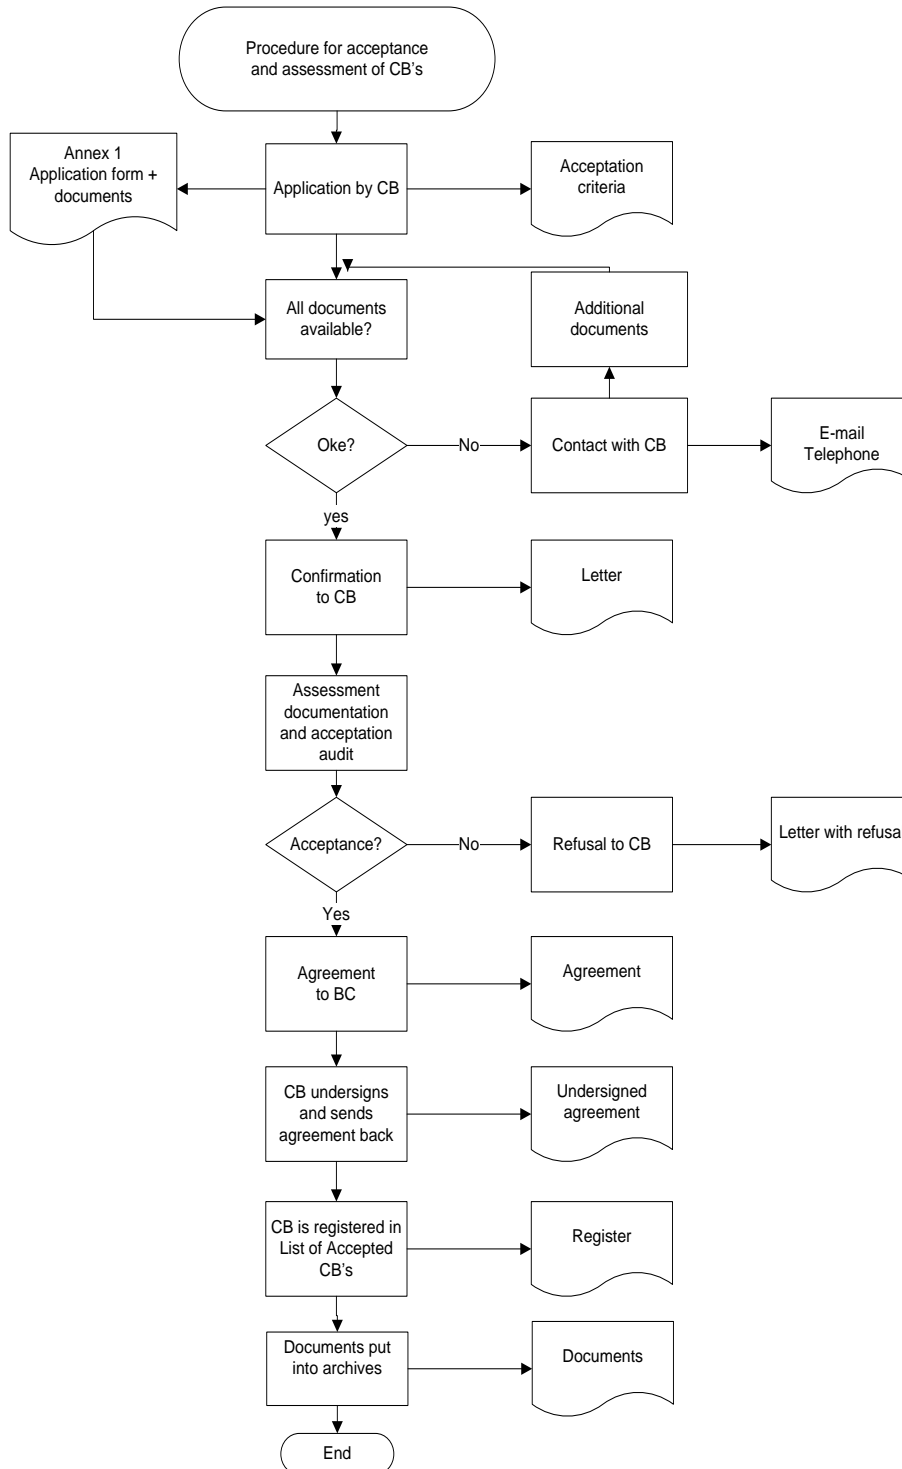 Procedure for acceptance
and assessment of CB's
Annex 1
Application form +
documents
Application by CB
Acceptation
criteria
All documents
available?
Additional
documents
Oke?
No
Contact with CB
E-mail
Telephone
yes
Confirmation
to CB
Letter
Assessment
documentation
and acceptation
audit
Acceptance?
No
Refusal to CB
Letter with refusal
Yes
Agreement
to BC
Agreement
CB undersigns
and sends
agreement back
Undersigned
agreement
CB is registered in
List of Accepted
CB's
Register
Documents put
into archives
Documents
End